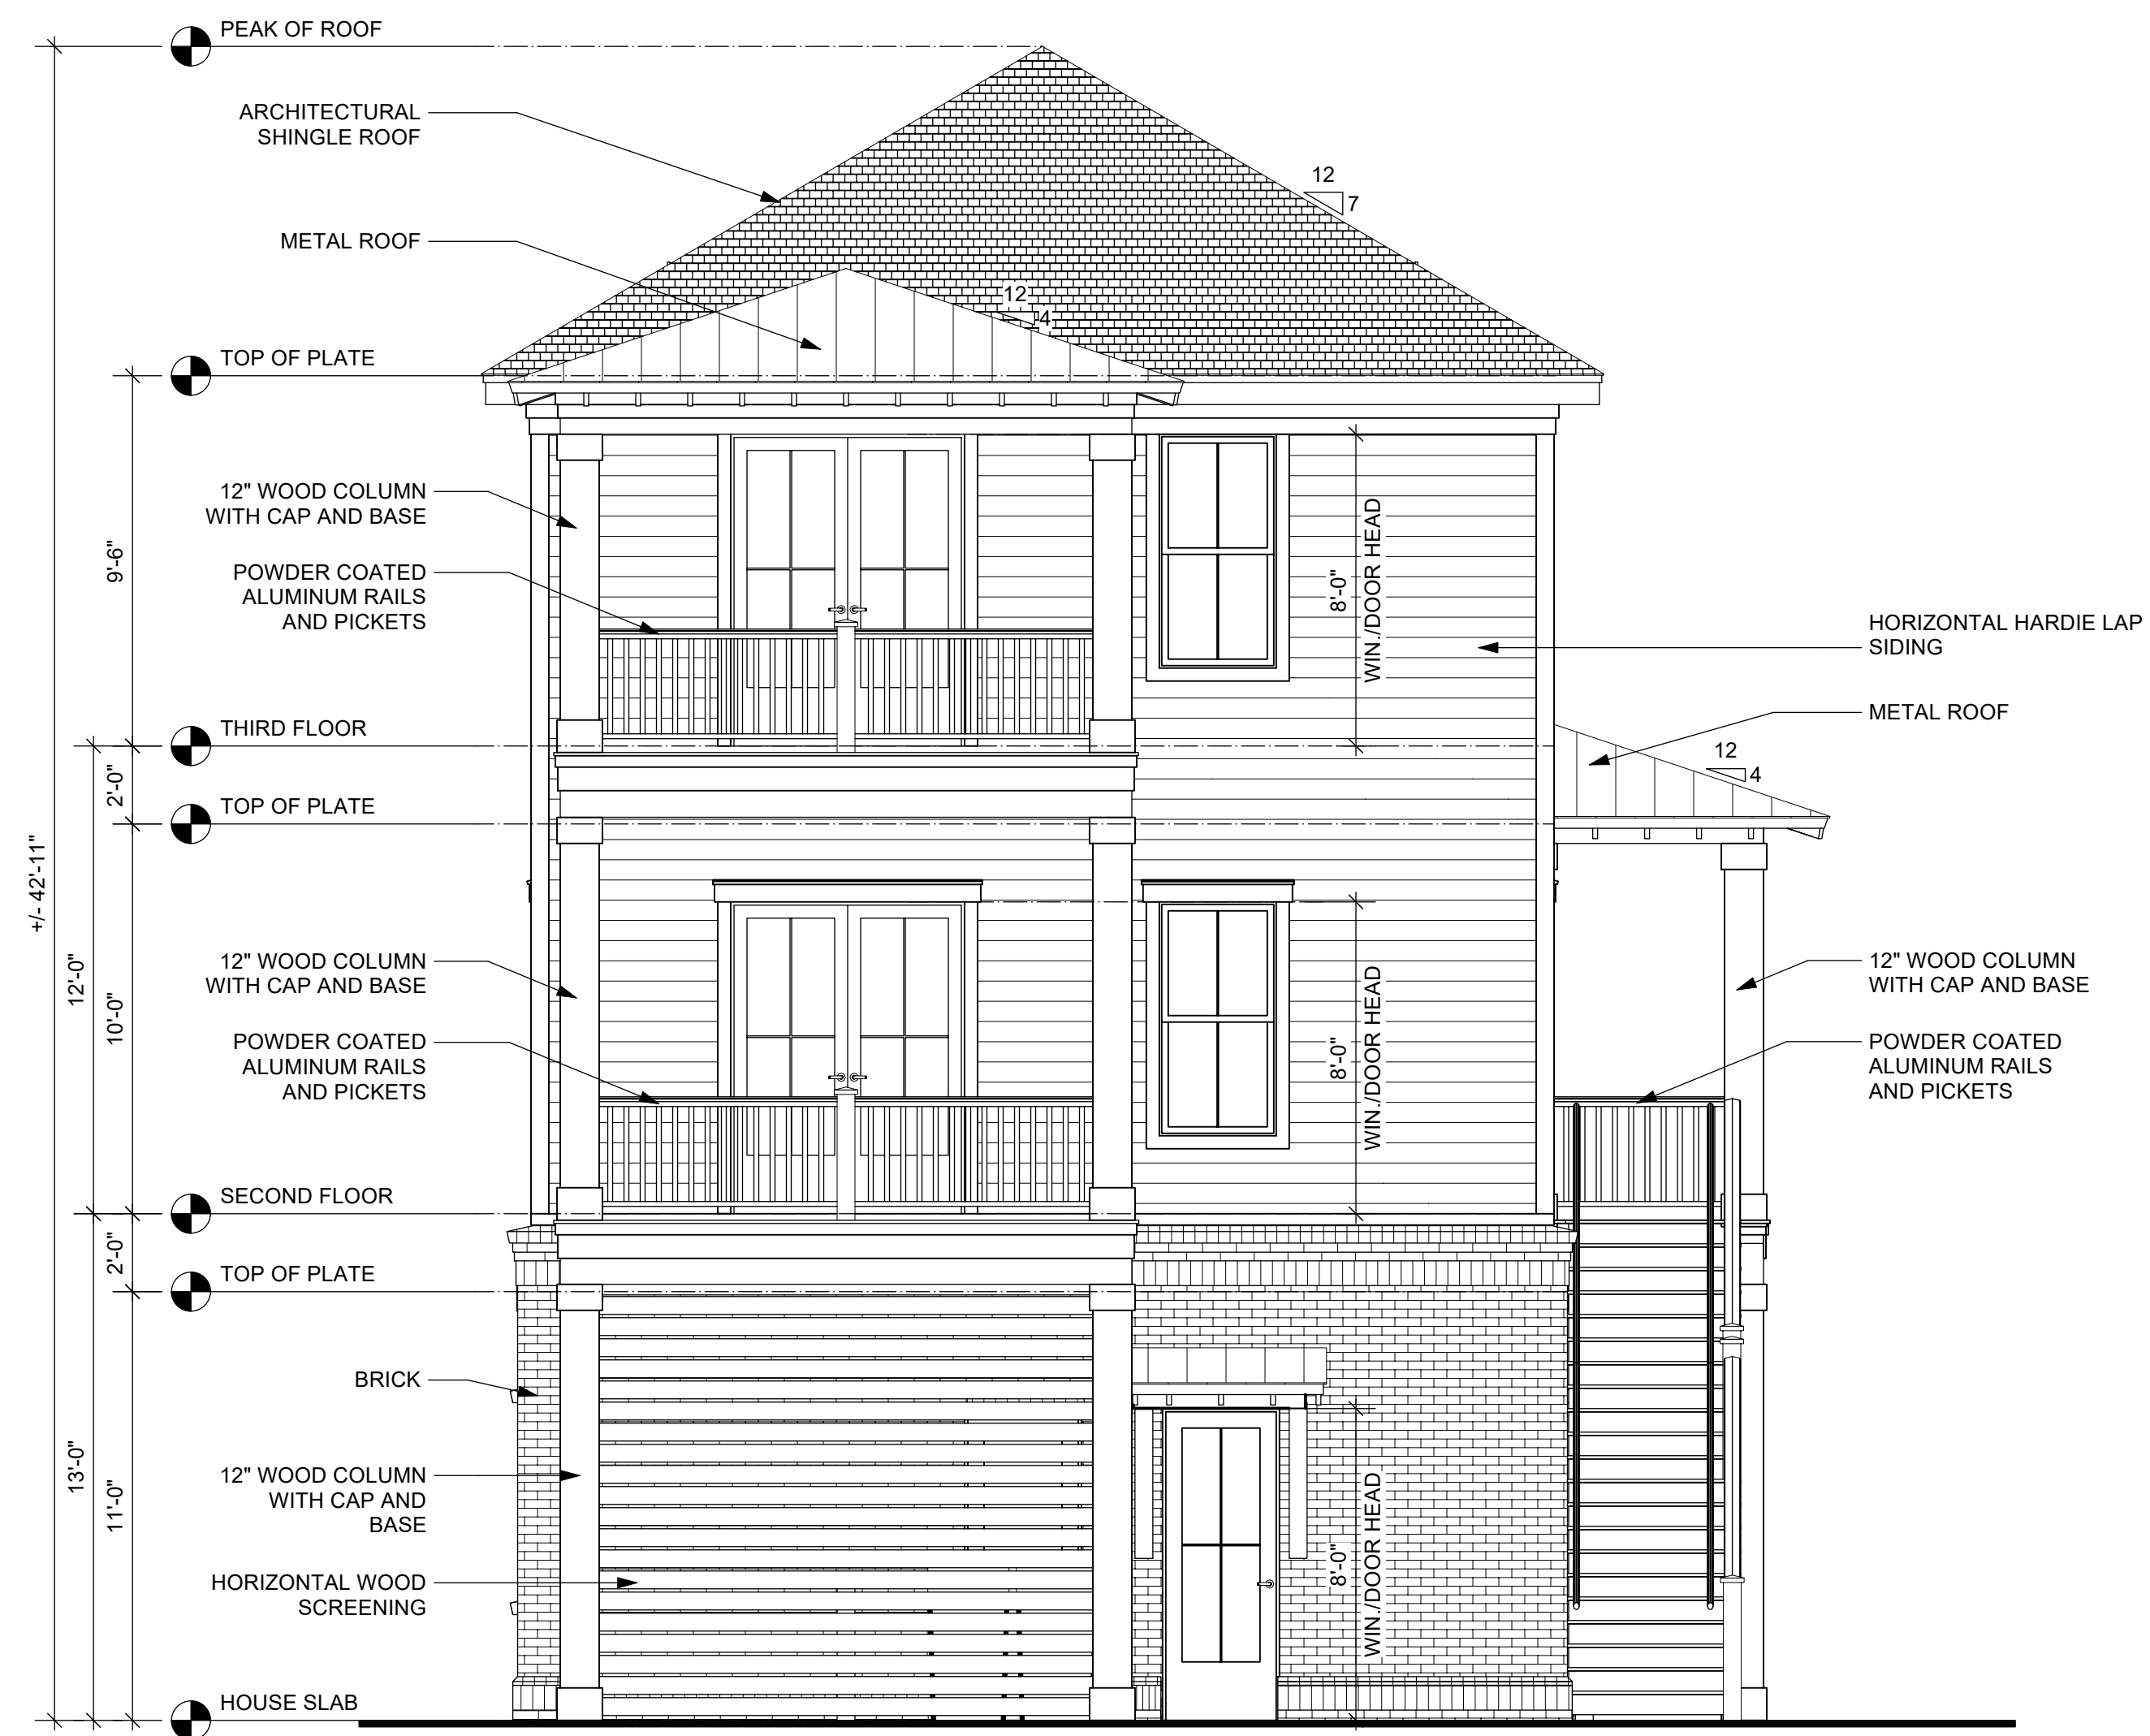 PEAK OF ROOF
ARCHITECTURAL
SHINGLE ROOF
12
7
METAL ROOF
12
4
TOP OF PLATE
12" WOOD COLUMN
WITH CAP AND BASE
9'-6"
POWDER COATED
ALUMINUM RAILS
AND PICKETS
8'-0"
WIN./DOOR HEAD
HORIZONTAL HARDIE LAP
SIDING
METAL ROOF
12
4
THIRD FLOOR
2'-0"
TOP OF PLATE
+/- 42'-11"
12'-0"
10'-0"
12" WOOD COLUMN
WITH CAP AND BASE
POWDER COATED
ALUMINUM RAILS
AND PICKETS
8'-0"
WIN./DOOR HEAD
12" WOOD COLUMN
WITH CAP AND BASE
POWDER COATED
ALUMINUM RAILS
AND PICKETS
SECOND FLOOR
2'-0"
TOP OF PLATE
BRICK
13'-0"
11'-0"
12" WOOD COLUMN
WITH CAP AND
BASE
8'-0"
WIN./DOOR HEAD
HORIZONTAL WOOD
SCREENING
HOUSE SLAB